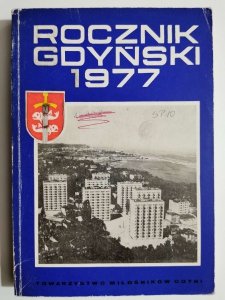 ROCZNIK
GDYŃSKI
1977
TOWARZYSTWO MIŁOŚNIKÓW GDYNI